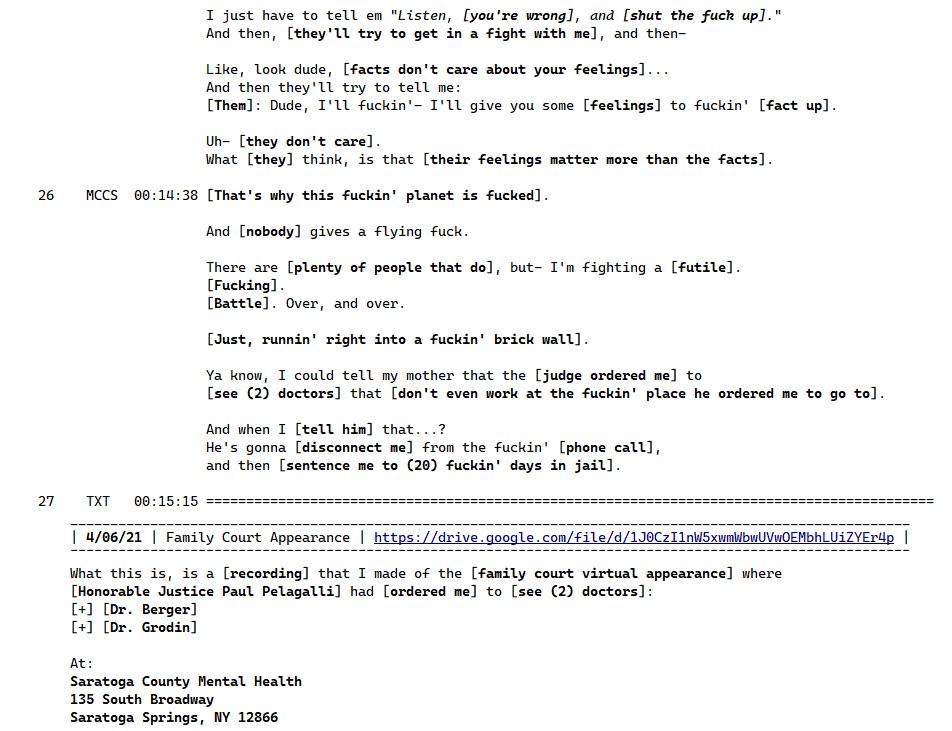 I just have to tell em "Listen, [you're wrong], and [shut the fuck up]."
And then, [they'll try to get in a fight with me], and then-
Like, look dude, [facts don't care about your feelings]...
And then they'll try to tell me:
[Them]: Dude, I'll fuckin'- I'll give you some [feelings] to fuckin' [fact up].
Uh- [they don't care].
What [they] think, is that [their feelings matter more than the facts].
26 MCCS 00:14:38 [That's why this fuckin' planet is fucked].
And [nobody] gives a flying fuck.
There are [plenty of people that do], but- I'm fighting a [futile].
[Fucking].
[Battle]. Over, and over.
[Just, runnin' right into a fuckin' brick wall].
Ya know, I could tell my mother that the [judge ordered me] to
[see (2) doctors] that [don't even work at the fuckin' place he ordered me to go to].
And when I [tell him] that...?
He's gonna [disconnect me] from the fuckin' [phone call],
and then [sentence me to (20) fuckin' days in jail].
27 TXT 00:15:15 ===========================================================================================
| 4/06/21 | Family Court Appearance | https://drive.google.com/file/d/1J0CzI1nW5xwmWbwUVwOEMbhLUiZYEr4p |
What this is, is a [recording] that I made of the [family court virtual appearance] where
[Honorable Justice Paul Pelagalli] had [ordered me] to [see (2) doctors]:
[+] [Dr. Berger]
[+] [Dr. Grodin]
At:
Saratoga County Mental Health
135 South Broadway
Saratoga Springs, NY 12866